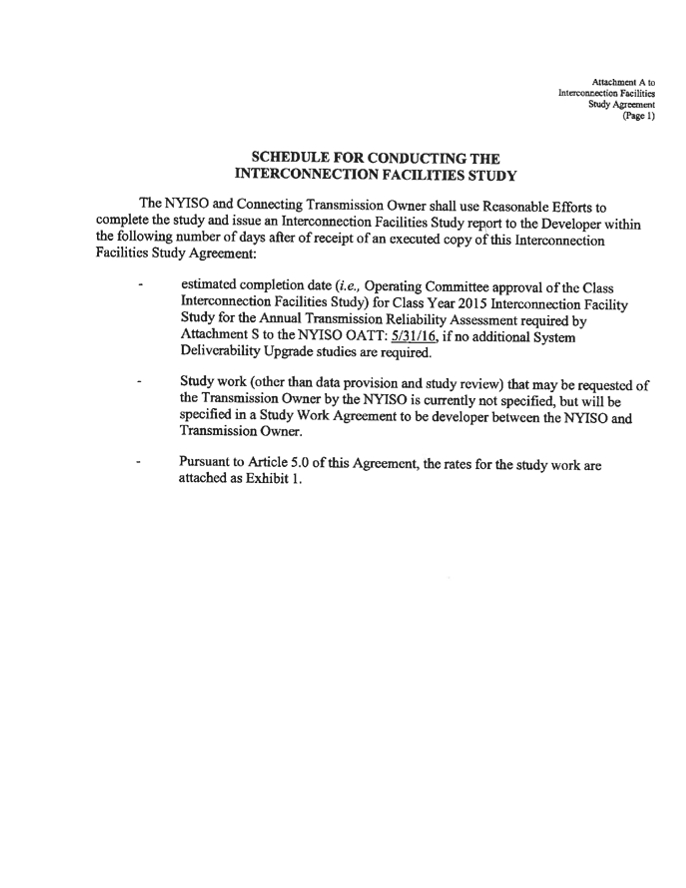 Attachment A to
Interconnection Facilities
Study Agreement
(Page 1)
SCHEDULE FOR CONDUCTING THE
INTERCONNECTION FACILITIES STUDY
The NYISO and Connecting Transmission Owner shall use Reasonable Efforts to
complete the study and issue an Interconnection Facilities Study report to the Developer within
the following number of days after of receipt of an executed copy of this Interconnection
Facilities Study Agreement:
- estimated completion date (i.e., Operating Committee approval of the Class
Interconnection Facilities Study) for Class Year 2015 Interconnection Facility
Study for the Annual Transmission Reliability Assessment required by
Attachment S to the NYISO OATT: 5/31/16, if no additional System
Deliverability Upgrade studies are required.
- Study work (other than data provision and study review) that may be requested of
the Transmission Owner by the NYISO is currently not specified, but will be
specified in a Study Work Agreement to be developer between the NYISO and
Transmission Owner.
- Pursuant to Article 5.0 of this Agreement, the rates for the study work are
attached as Exhibit 1.